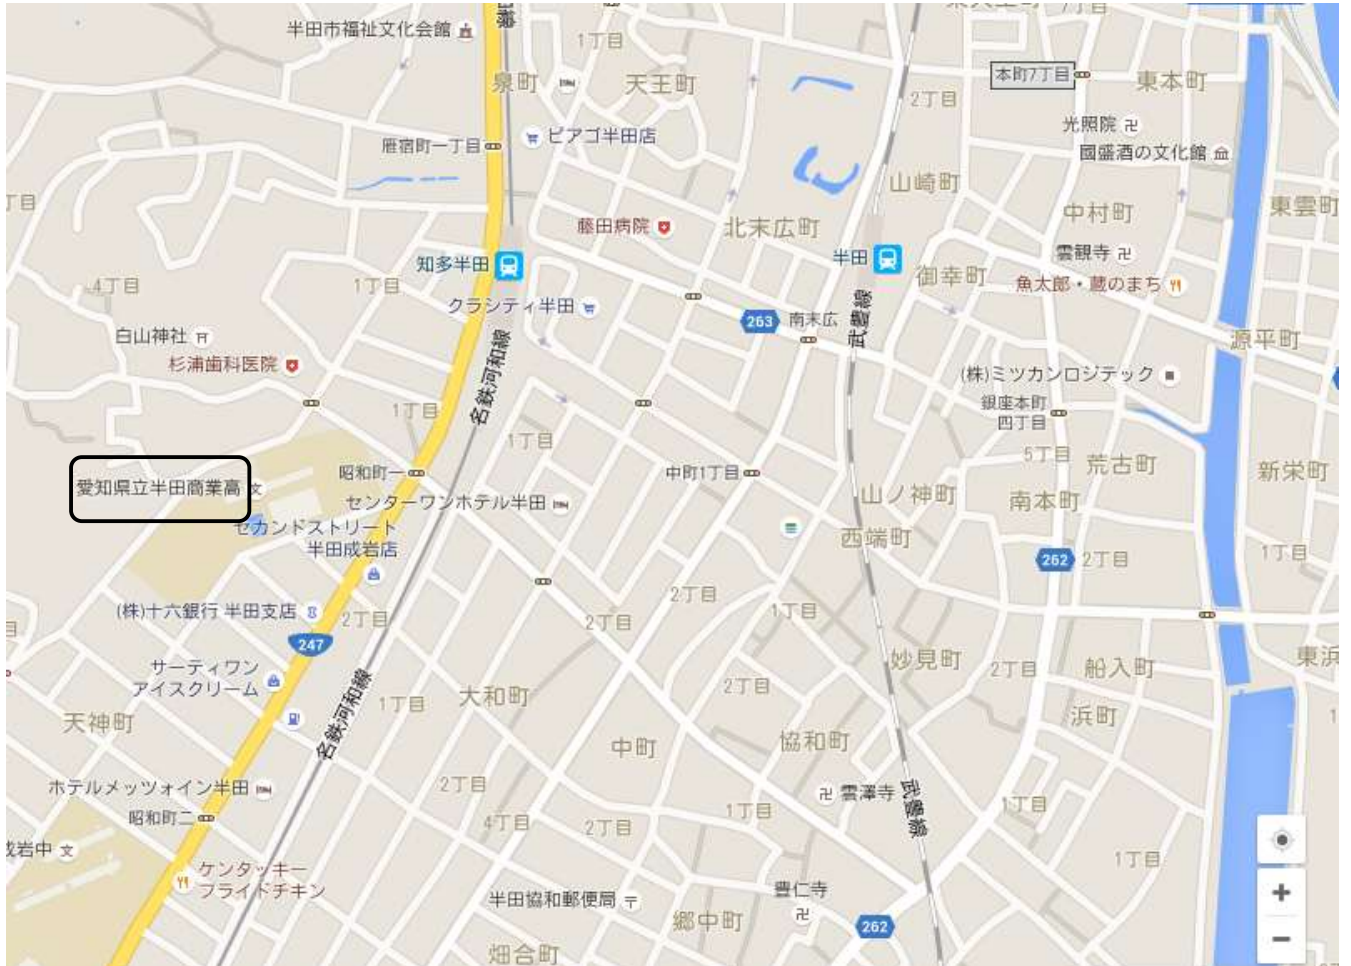 半田市福祉文化会館
1丁目
泉町
天王町
本町7丁目
東本町
2丁目
光照院
雁宿町一丁目
ピアゴ半田店
國盛酒の文化館
山崎町
丁目
中村町
東雲町
藤田病院
北末広町
雲観寺
知多半田
半田
御幸町
魚太郎・蔵のまち
4丁目
1丁目
クラシティ半田
263
南末広
武豊線
白山神社
源平町
杉浦歯科医院
名鉄河和線
(株)ミツカンロジテック
1丁目
銀座本町
四丁目
1丁目
5丁目
荒古町
新栄町
昭和町一
中町1丁目
愛知県立半田商業高
センターワンホテル半田
山ノ神町
南本町
セカンドストリート
半田成岩店
西端町
262
2丁目
1丁目
(株)十六銀行 半田支店
2丁目
2丁目
2丁目
1丁目
247
サーティワン
アイスクリーム
妙見町
2丁目
船入町
東浜
名鉄河和線
1丁目
大和町
2丁目
天神町
浜町
中町
協和町
ホテルメッツォイン半田
2丁目
雲澤寺
武豊線
昭和町二
4丁目
2丁目
1丁目
1丁目
成岩中
1丁目
ケンタッキー
フライドチキン
半田協和郵便局
豊仁寺
郷中町
262
畑合町